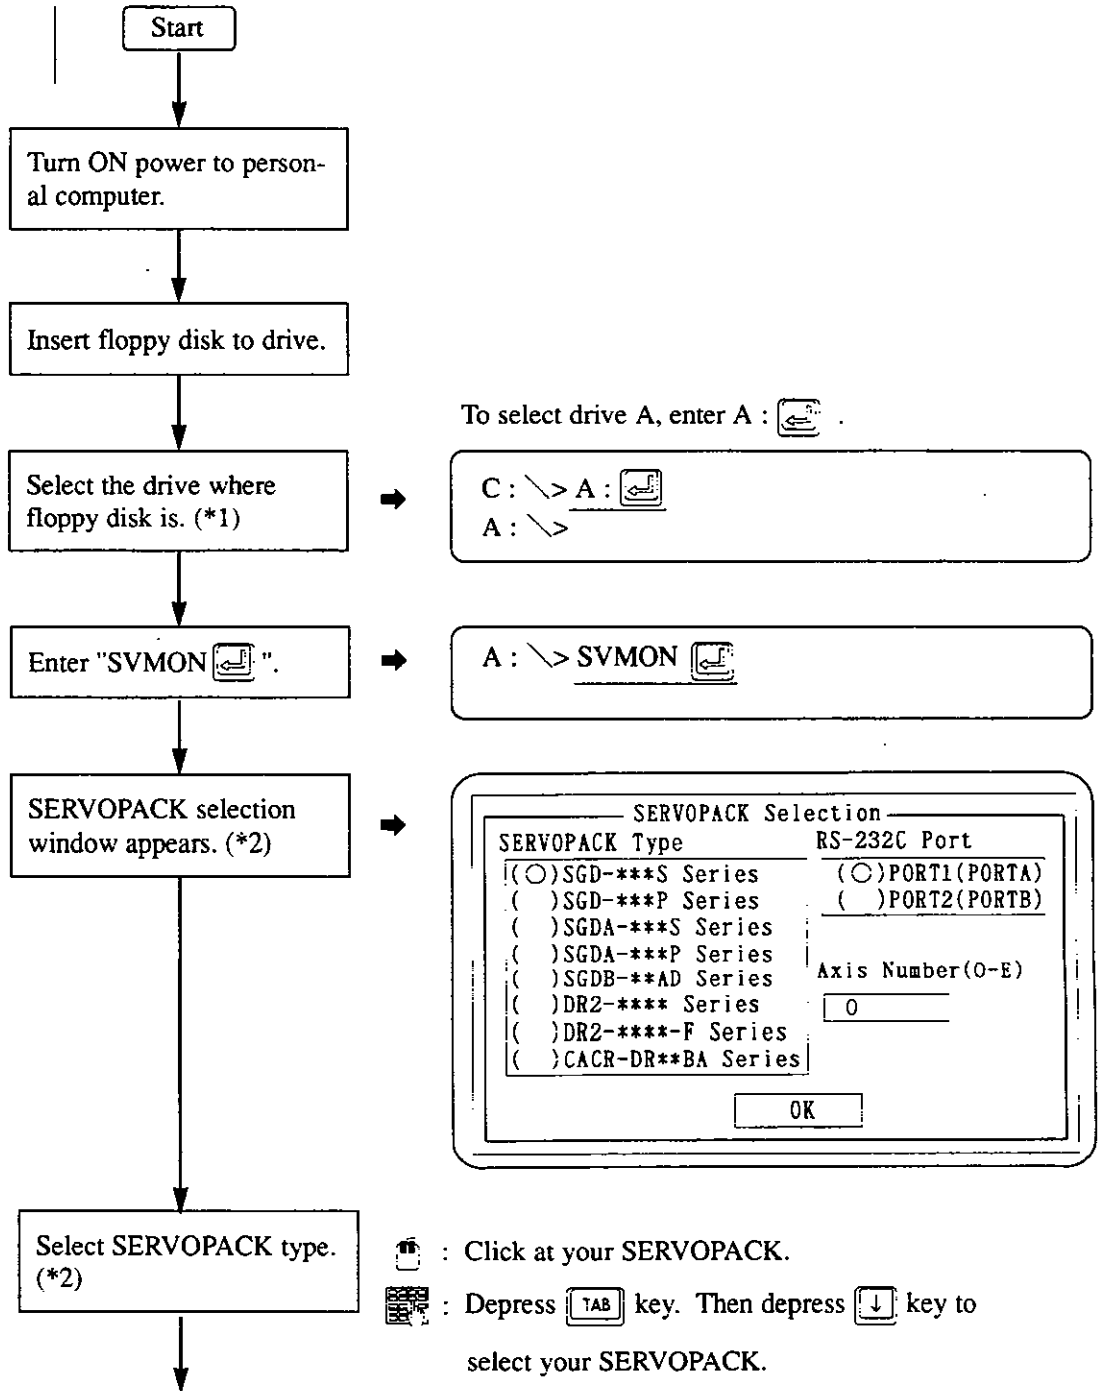 Start
Turn ON power to person-
al computer.
Insert floppy disk to drive.
To select drive A, enter A : .
Select the drive where
floppy disk is. (*1)
C : \> A :
A : \>
Enter "SVMON ".
A : \> SVMON
SERVOPACK selection
window appears. (*2)
SERVOPACK Selection
SERVOPACK Type
(○)SGD-***S Series
( )SGD-***P Series
( )SGDA-***S Series
( )SGDA-***P Series
( )SGDB-**AD Series
( )DR2-**** Series
( )DR2-****-F Series
( )CACR-DR**BA Series
RS-232C Port
(○)PORT1(PORTA)
( )PORT2(PORTB)
Axis Number(0-E)
0
OK
Select SERVOPACK type.
(*2)
: Click at your SERVOPACK.
: Depress TAB key. Then depress ↓ key to
select your SERVOPACK.